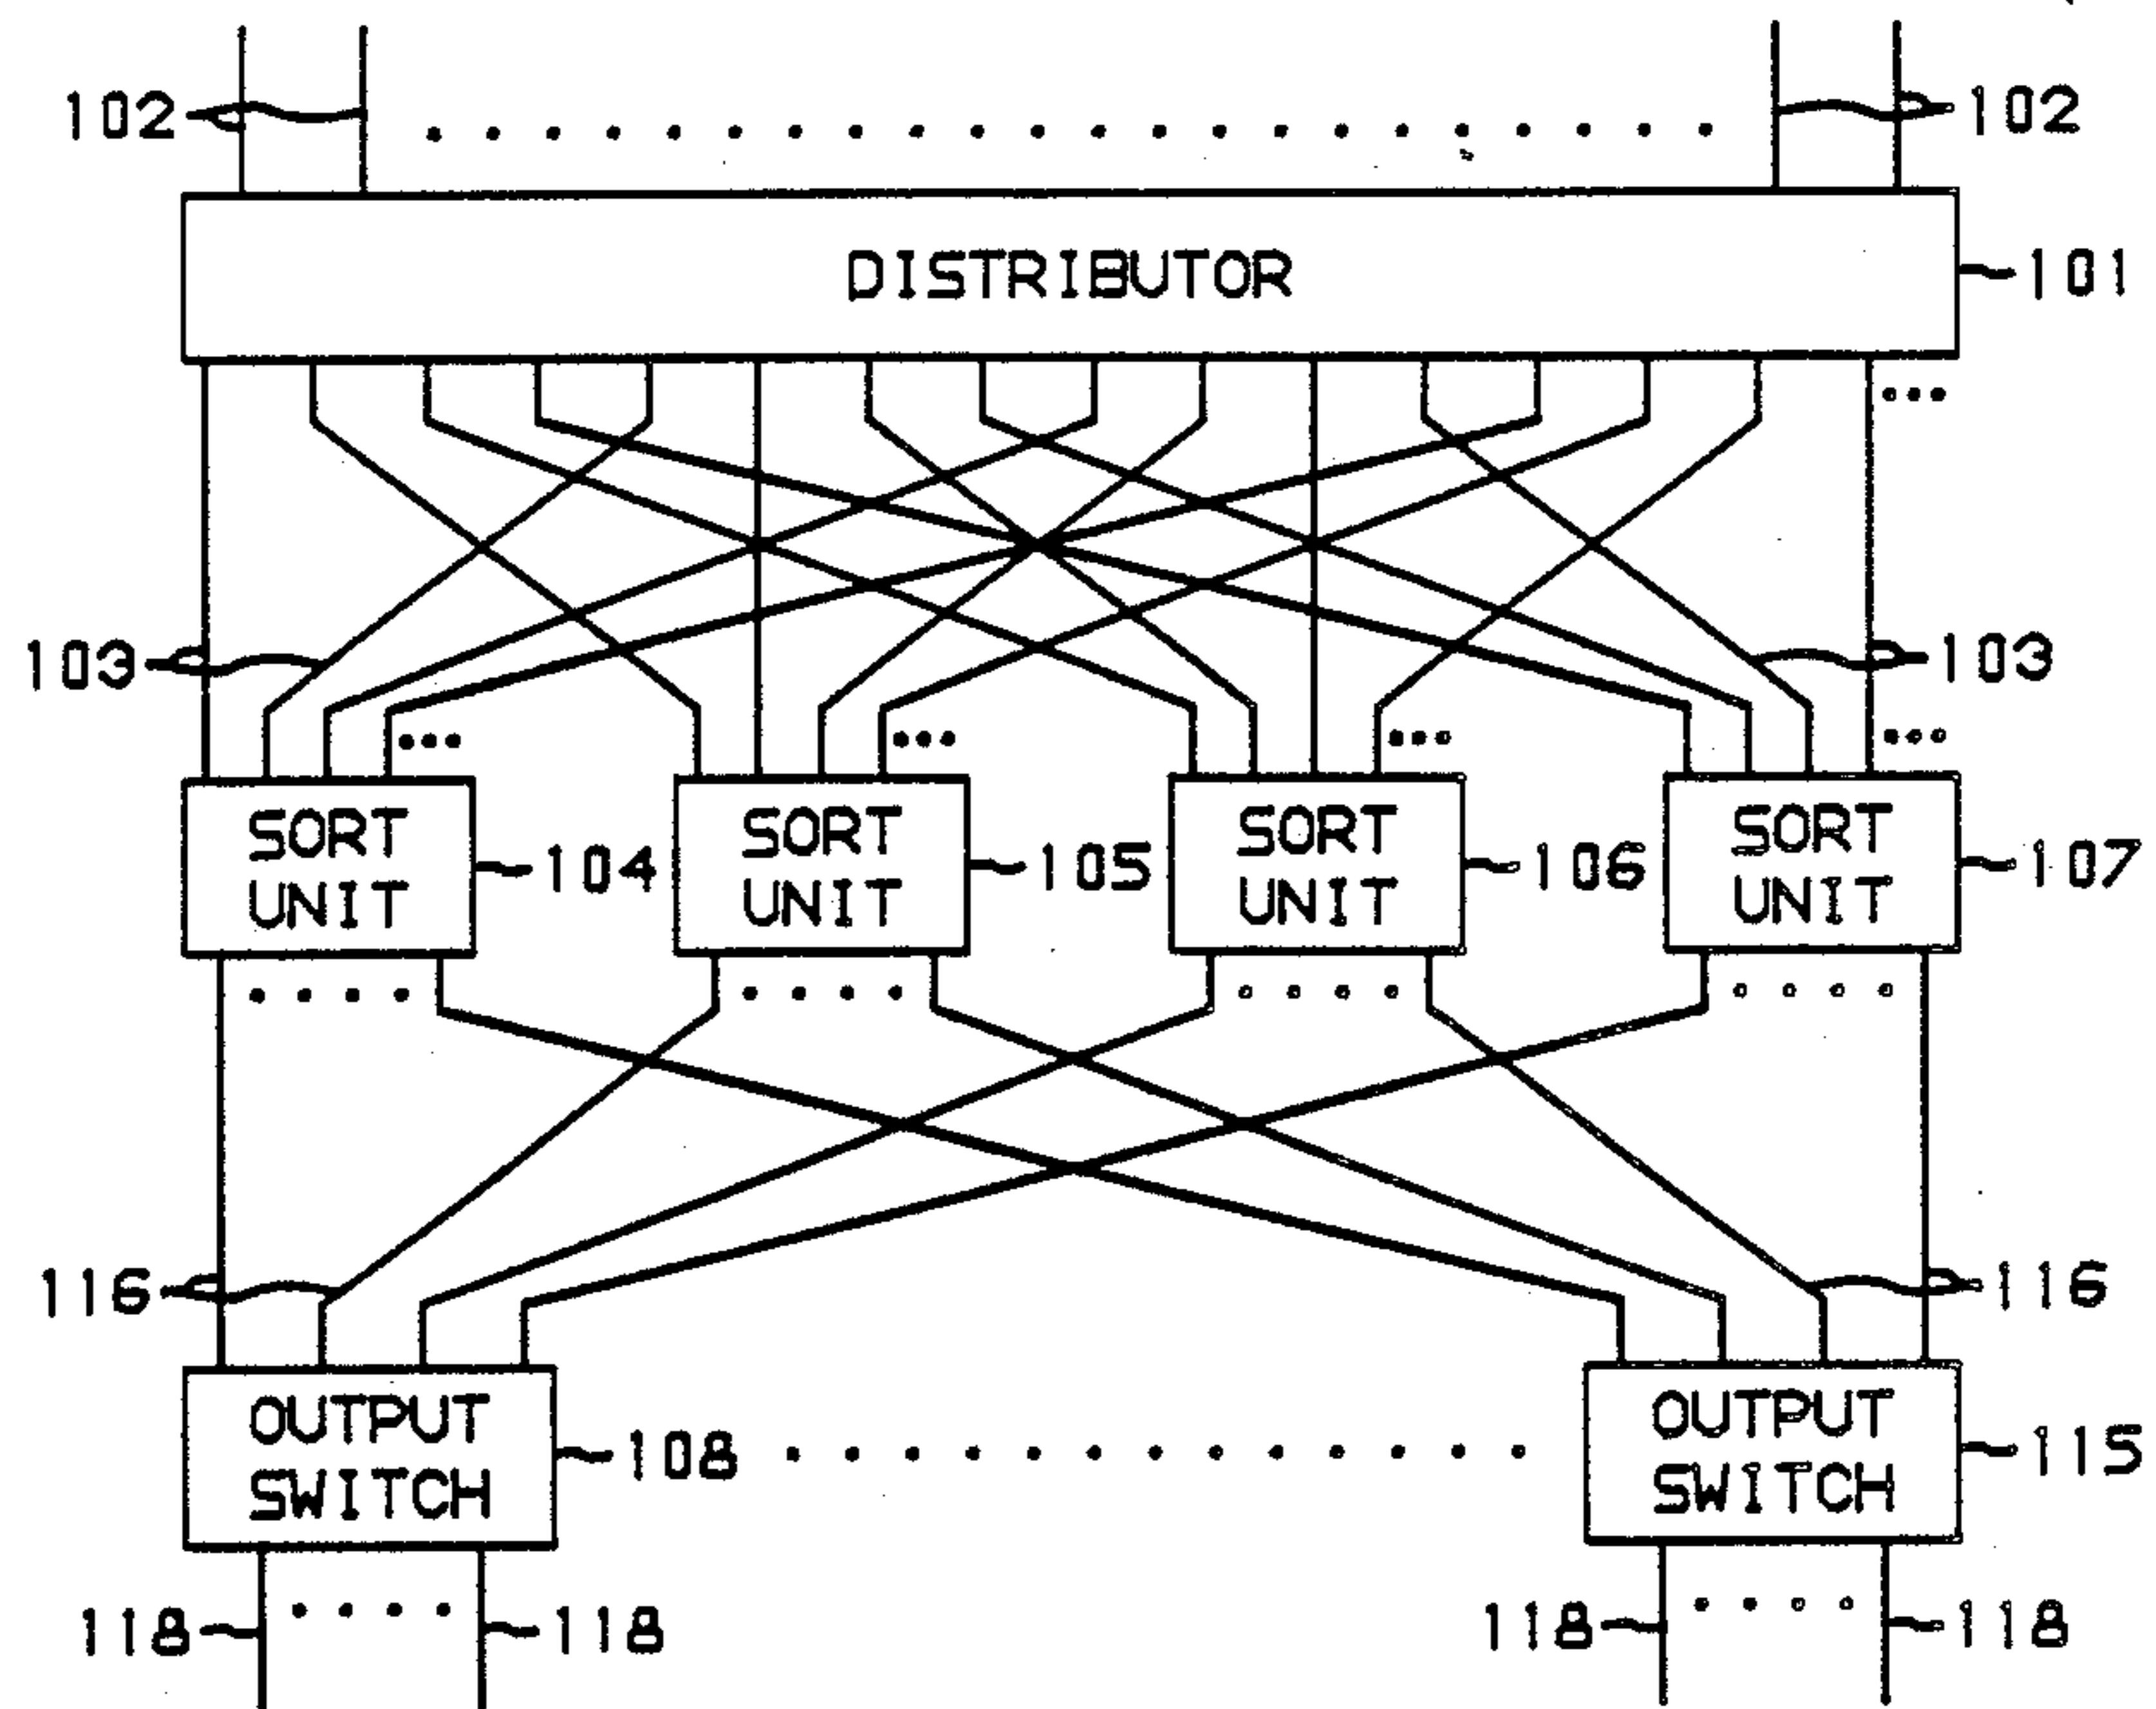 102
102
DISTRIBUTOR
101
103
103
SORT
UNIT
104
SORT
UNIT
105
SORT
UNIT
106
SORT
UNIT
107
116
116
OUTPUT
SWITCH
108
OUTPUT
SWITCH
115
118
118
118
118